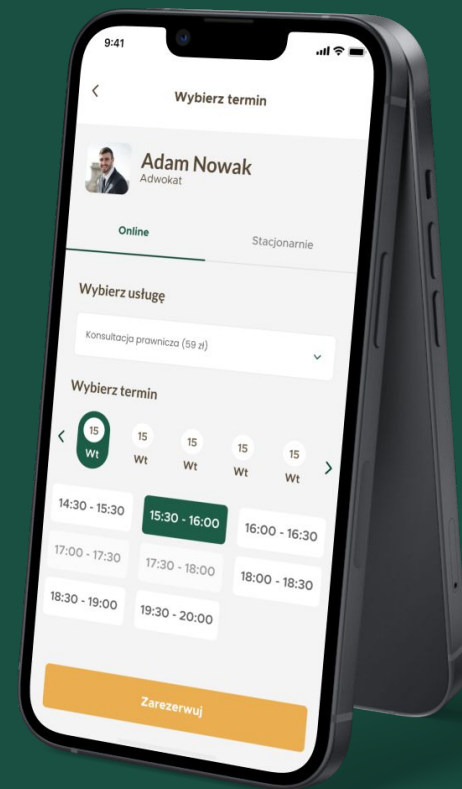 9:41
Wybierz termin
Adam Nowak
Adwokat
Online Stacjonarnie
Wybierz usługę
Konsultacja prawnicza (59 zł)
Wybierz termin
15 15 15 15 15
Wt Wt Wt Wt Wt
14:30 - 15:30 15:30 - 16:00 16:00 - 16:30
17:00 - 17:30 17:30 - 18:00 18:00 - 18:30
18:30 - 19:00 19:30 - 20:00
Zarezerwuj